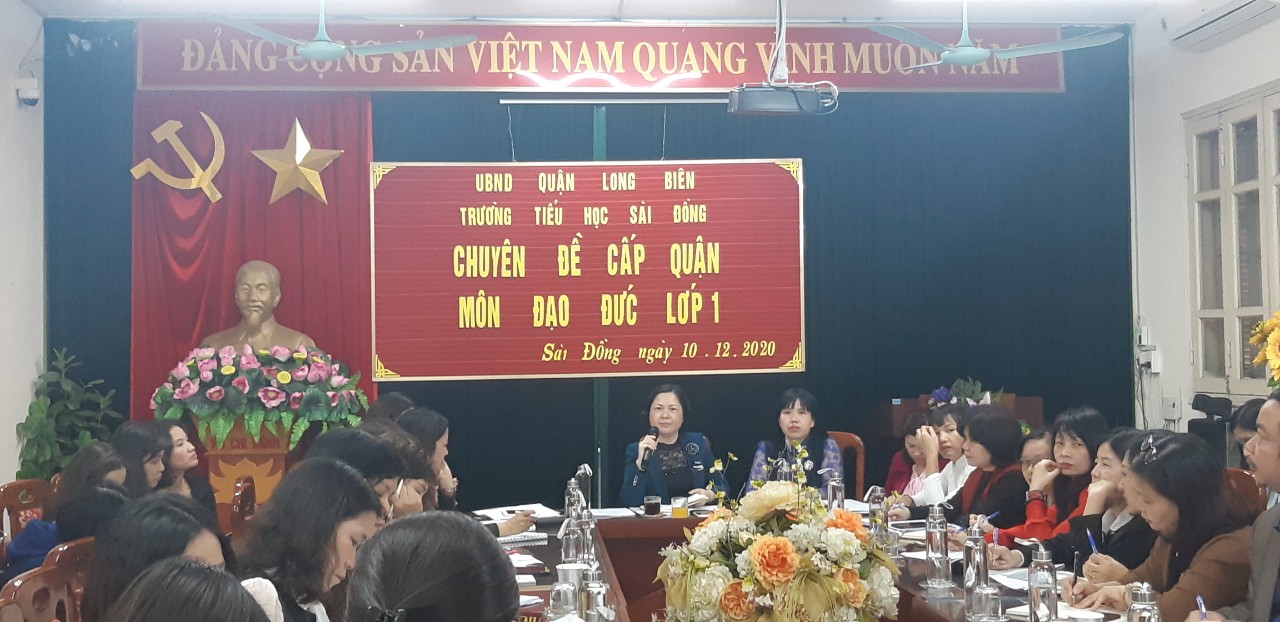 ĐẢNG CỘNG SẢN VIỆT NAM QUANG VINH MUÔN NĂM
UBND QUẬN LONG BIÊN
TRƯỜNG TIỂU HỌC SÀI ĐỒNG
CHUYÊN ĐỀ CẤP QUẬN
MÔN ĐẠO ĐỨC LỚP 1
Sài Đồng ngày 10.12.2020